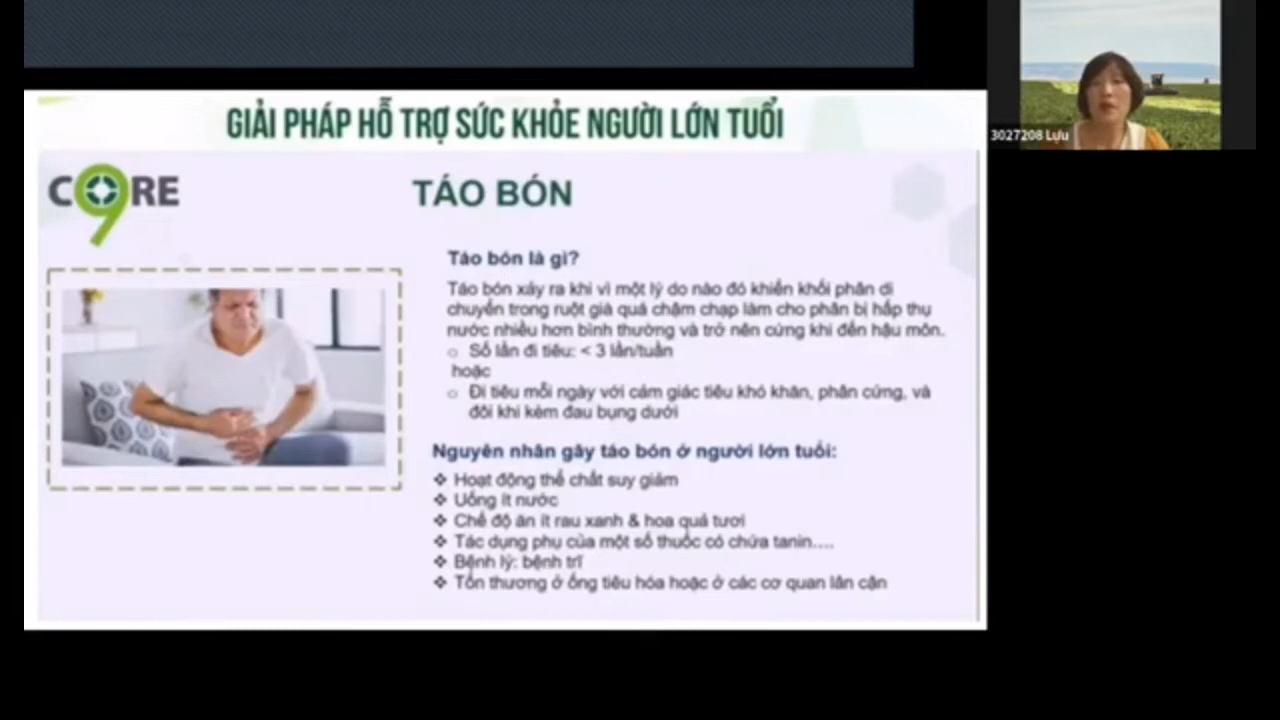 GIẢI PHÁP HỖ TRỢ SỨC KHỎE NGƯỜI LỚN TUỔI
CORE
9
TÁO BÓN
Táo bón là gì?
Táo bón xảy ra khi vì một lý do nào đó khiến khối phân di
chuyển trong ruột già quá chậm chạp làm cho phân bị hấp thụ
nước nhiều hơn bình thường và trở nên cứng khi đến hậu môn.
○ Số lần đi tiêu: < 3 lần/tuần
hoặc
○ Đi tiêu mỗi ngày với cảm giác tiêu khó khăn, phân cứng, và
đôi khi kèm đau bụng dưới
Nguyên nhân gây táo bón ở người lớn tuổi:
❖ Hoạt động thể chất suy giảm
❖ Uống ít nước
❖ Chế độ ăn ít rau xanh & hoa quả tươi
❖ Tác dụng phụ của một số thuốc có chứa tanin....
❖ Bệnh lý: bệnh trĩ
❖ Tổn thương ở ống tiêu hóa hoặc ở các cơ quan lân cận
3027208 Lựu